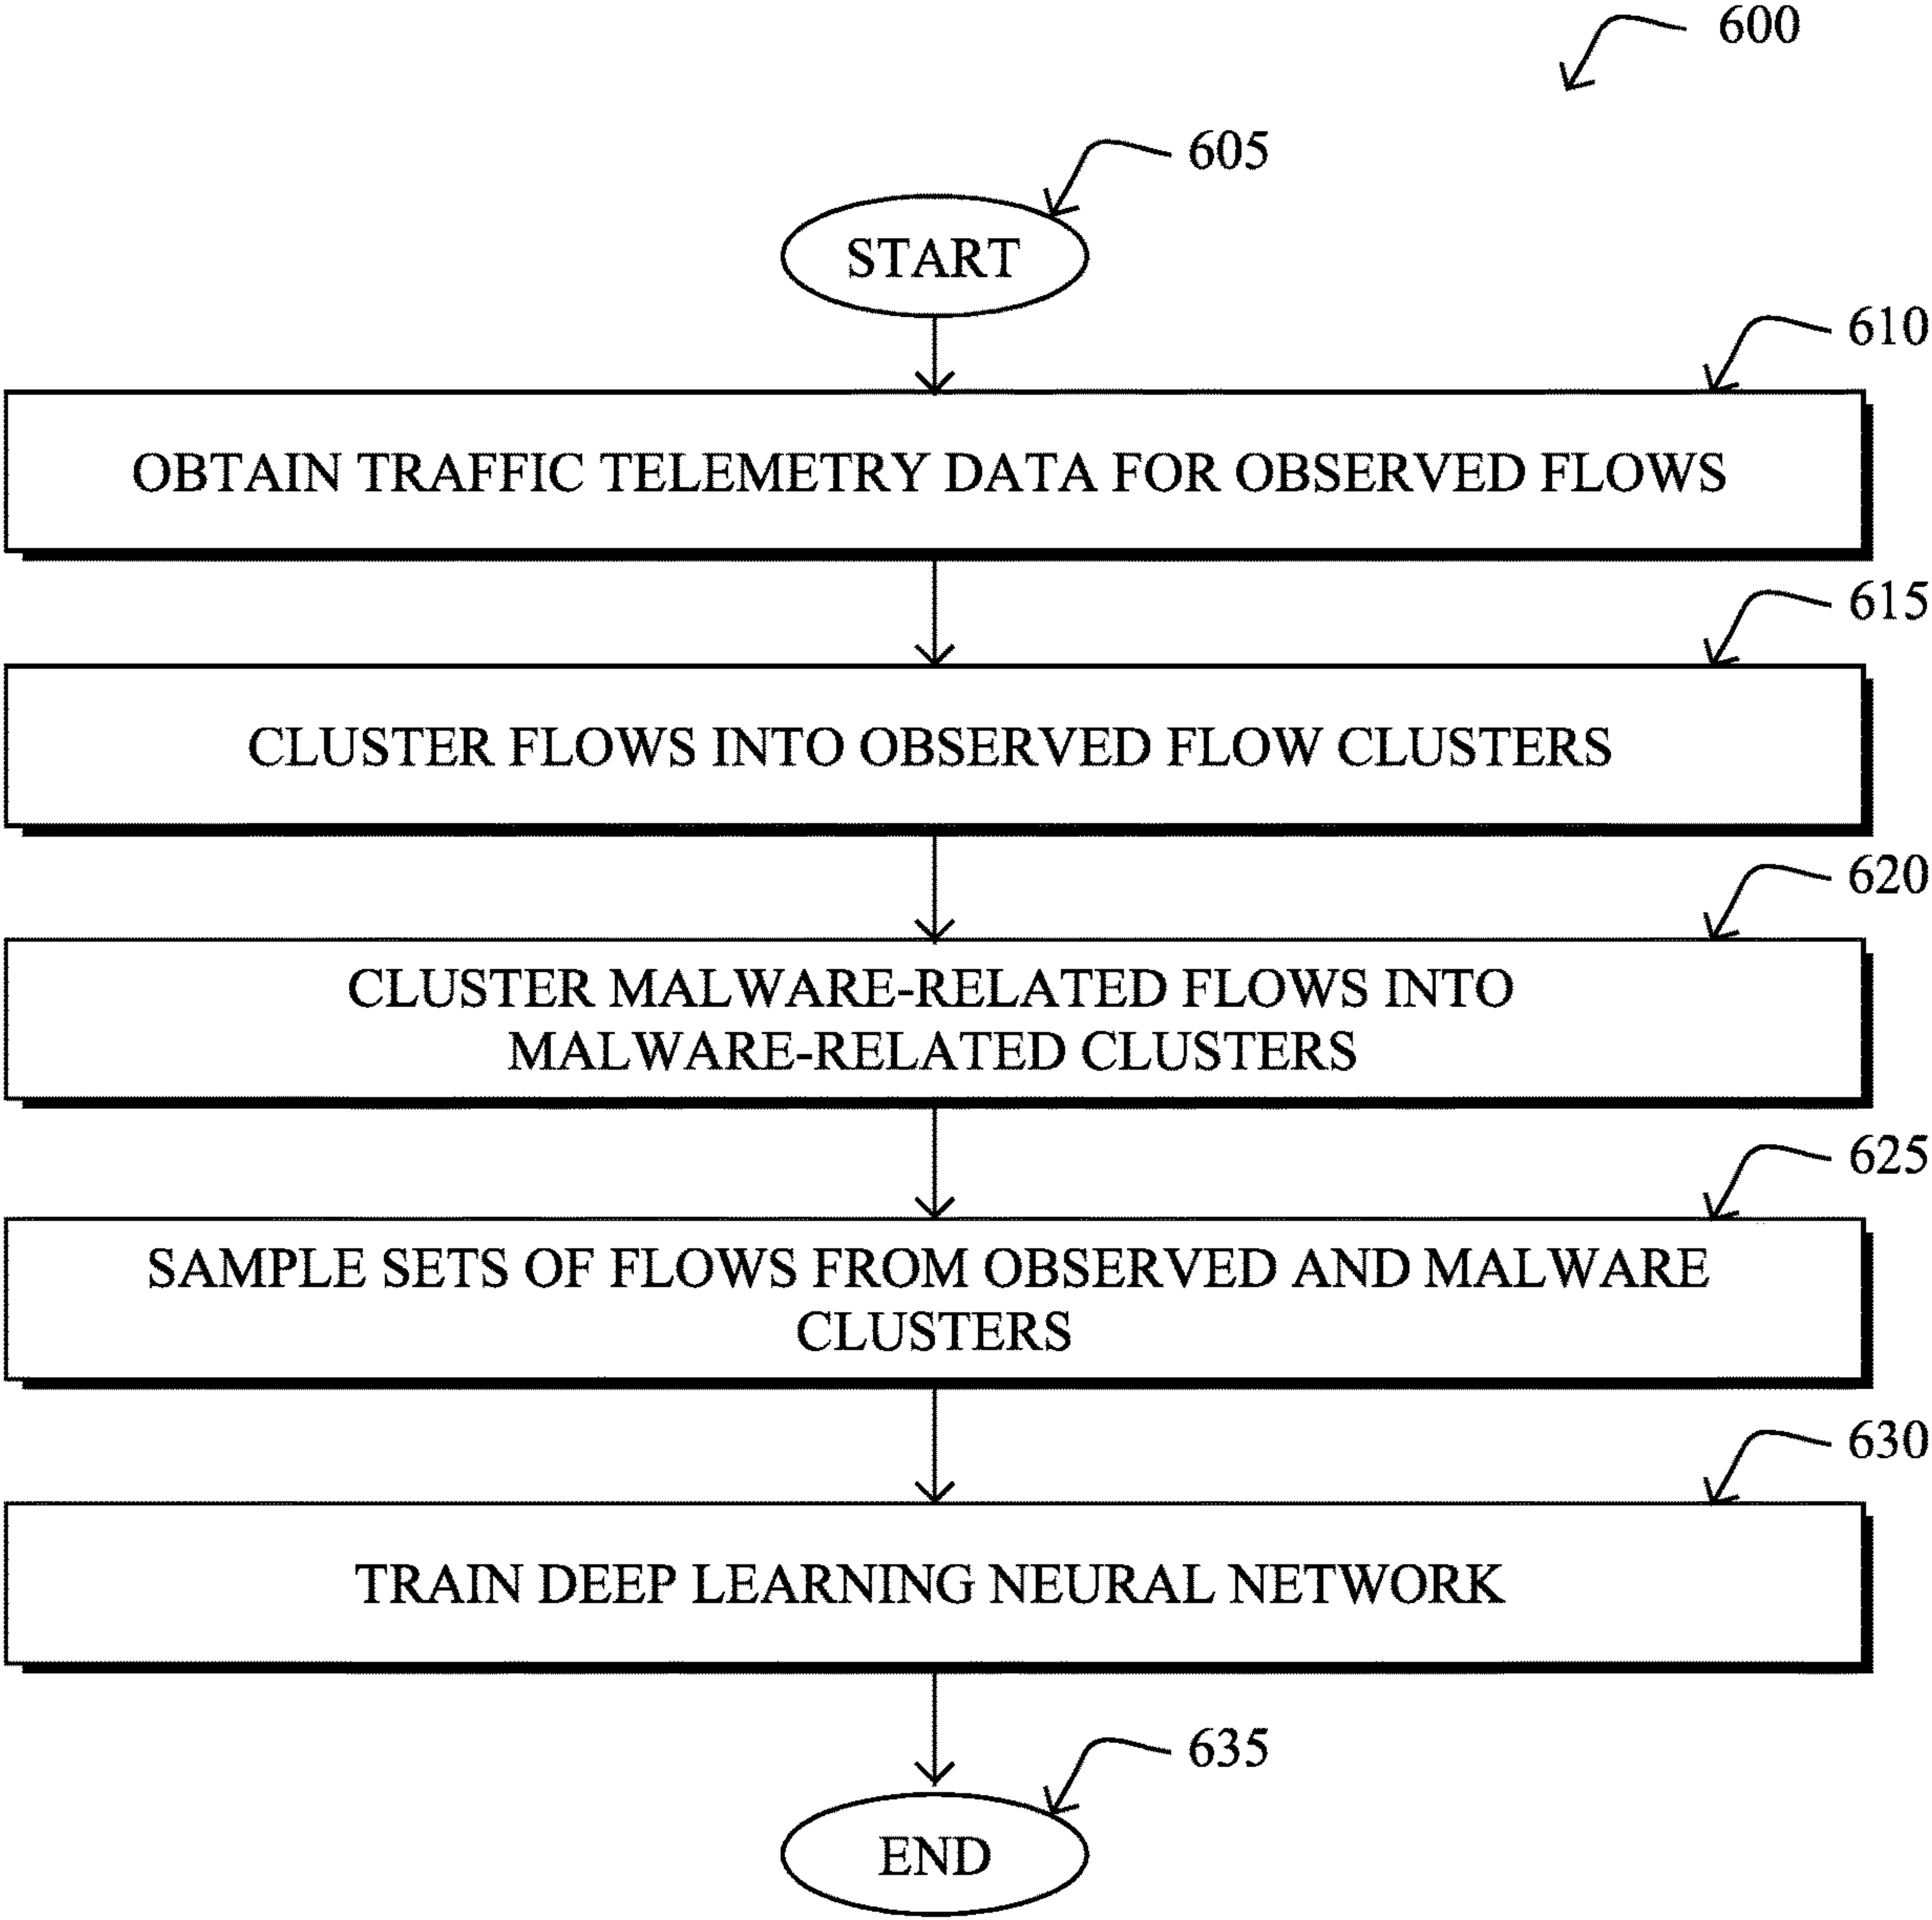 600
605
START
610
OBTAIN TRAFFIC TELEMETRY DATA FOR OBSERVED FLOWS
615
CLUSTER FLOWS INTO OBSERVED FLOW CLUSTERS
620
CLUSTER MALWARE-RELATED FLOWS INTO
MALWARE-RELATED CLUSTERS
625
SAMPLE SETS OF FLOWS FROM OBSERVED AND MALWARE
CLUSTERS
630
TRAIN DEEP LEARNING NEURAL NETWORK
635
END